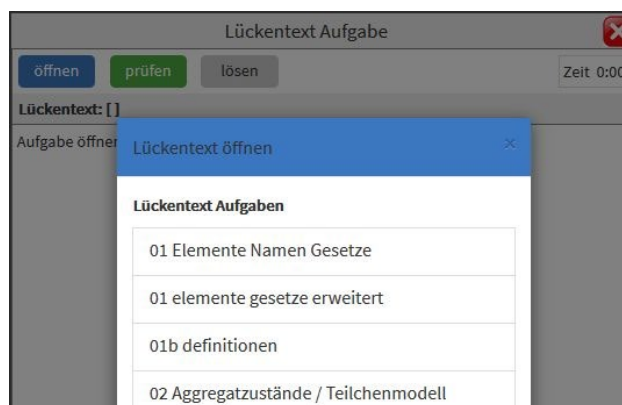 Lückentext Aufgabe
öffnen prüfen lösen Zeit 0:00
Lückentext: [ ]
Aufgabe öffnen
Lückentext öffnen ×
Lückentext Aufgaben
01 Elemente Namen Gesetze
01 elemente gesetze erweitert
01b definitionen
02 Aggregatzustände / Teilchenmodell